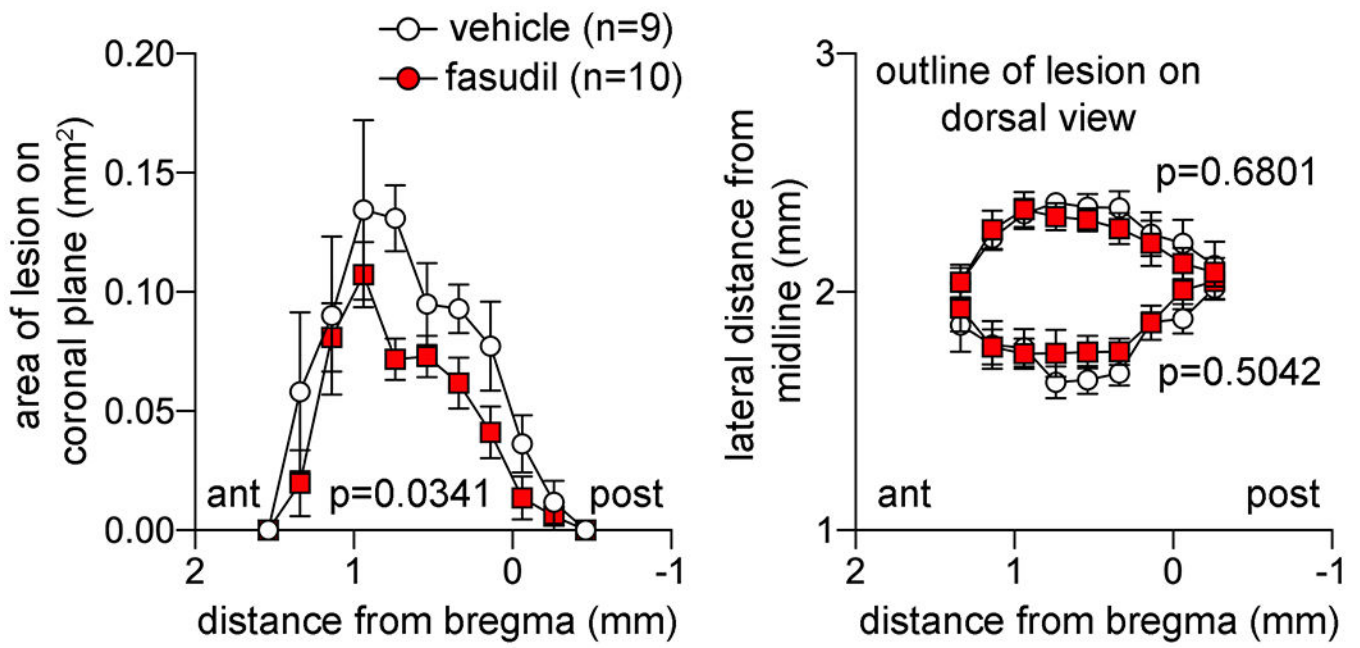 vehicle (n=9)
fasudil (n=10)
area of lesion on
coronal plane (mm²)
0.20
0.15
0.10
0.05
0.00
ant
p=0.0341
post
2
1
0
-1
distance from bregma (mm)
outline of lesion on
dorsal view
lateral distance from
midline (mm)
3
2
1
p=0.6801
p=0.5042
ant
post
2
1
0
-1
distance from bregma (mm)